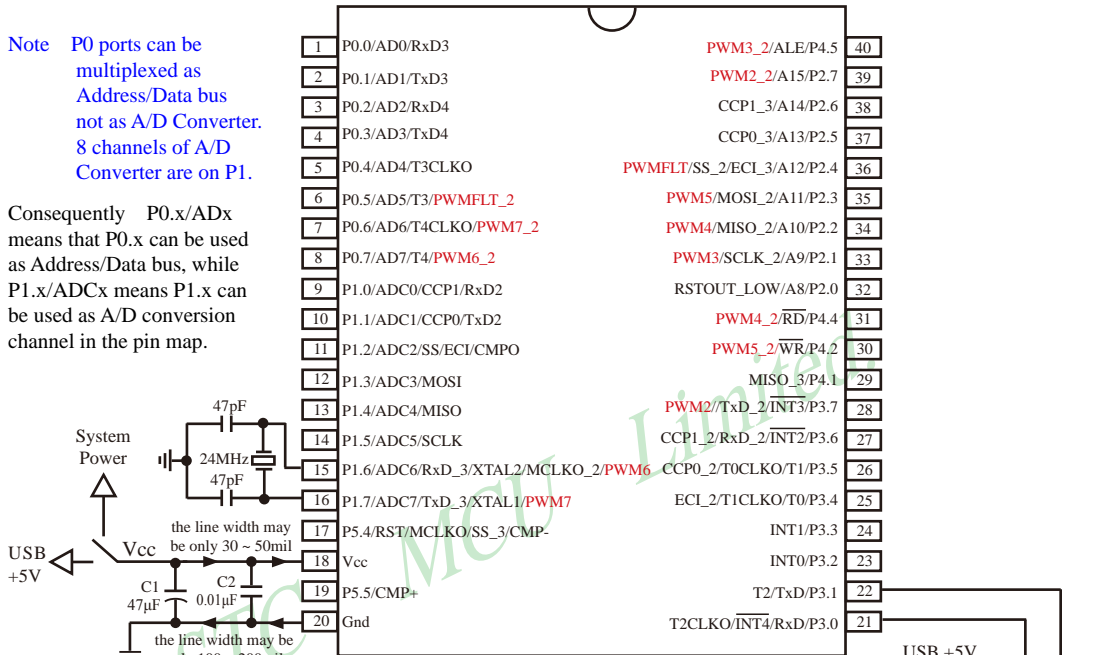 Note P0 ports can be
multiplexed as
Address/Data bus
not as A/D Converter.
8 channels of A/D
Converter are on P1.
Consequently P0.x/ADx
means that P0.x can be used
as Address/Data bus, while
P1.x/ADCx means P1.x can
be used as A/D conversion
channel in the pin map.
1 P0.0/AD0/RxD3
2 P0.1/AD1/TxD3
3 P0.2/AD2/RxD4
4 P0.3/AD3/TxD4
5 P0.4/AD4/T3CLKO
6 P0.5/AD5/T3/PWMFLT_2
7 P0.6/AD6/T4CLKO/PWM7_2
8 P0.7/AD7/T4/PWM6_2
9 P1.0/ADC0/CCP1/RxD2
10 P1.1/ADC1/CCP0/TxD2
11 P1.2/ADC2/SS/ECI/CMPO
12 P1.3/ADC3/MOSI
13 P1.4/ADC4/MISO
14 P1.5/ADC5/SCLK
15 P1.6/ADC6/RxD_3/XTAL2/MCLKO_2/PWM6
16 P1.7/ADC7/TxD_3/XTAL1/PWM7
17 P5.4/RST/MCLKO/SS_3/CMP-
18 Vcc
19 P5.5/CMP+
20 Gnd
PWM3_2/ALE/P4.5 40
PWM2_2/A15/P2.7 39
CCP1_3/A14/P2.6 38
CCP0_3/A13/P2.5 37
PWMFLT/SS_2/ECI_3/A12/P2.4 36
PWM5/MOSI_2/A11/P2.3 35
PWM4/MISO_2/A10/P2.2 34
PWM3/SCLK_2/A9/P2.1 33
RSTOUT_LOW/A8/P2.0 32
PWM4_2/RD/P4.4 31
PWM5_2/WR/P4.2 30
MISO_3/P4.1 29
PWM2//TxD_2/INT3/P3.7 28
CCP1_2/RxD_2/INT2/P3.6 27
CCP0_2/T0CLKO/T1/P3.5 26
ECI_2/T1CLKO/T0/P3.4 25
INT1/P3.3 24
INT0/P3.2 23
T2/TxD/P3.1 22
T2CLKO/INT4/RxD/P3.0 21
47pF
24MHz
47pF
System
Power
USB
+5V
Vcc
the line width may
be only 30 ~ 50mil
C1
47μF
C2
0.01μF
the line width may be
USB +5V
STC MCU Limited.